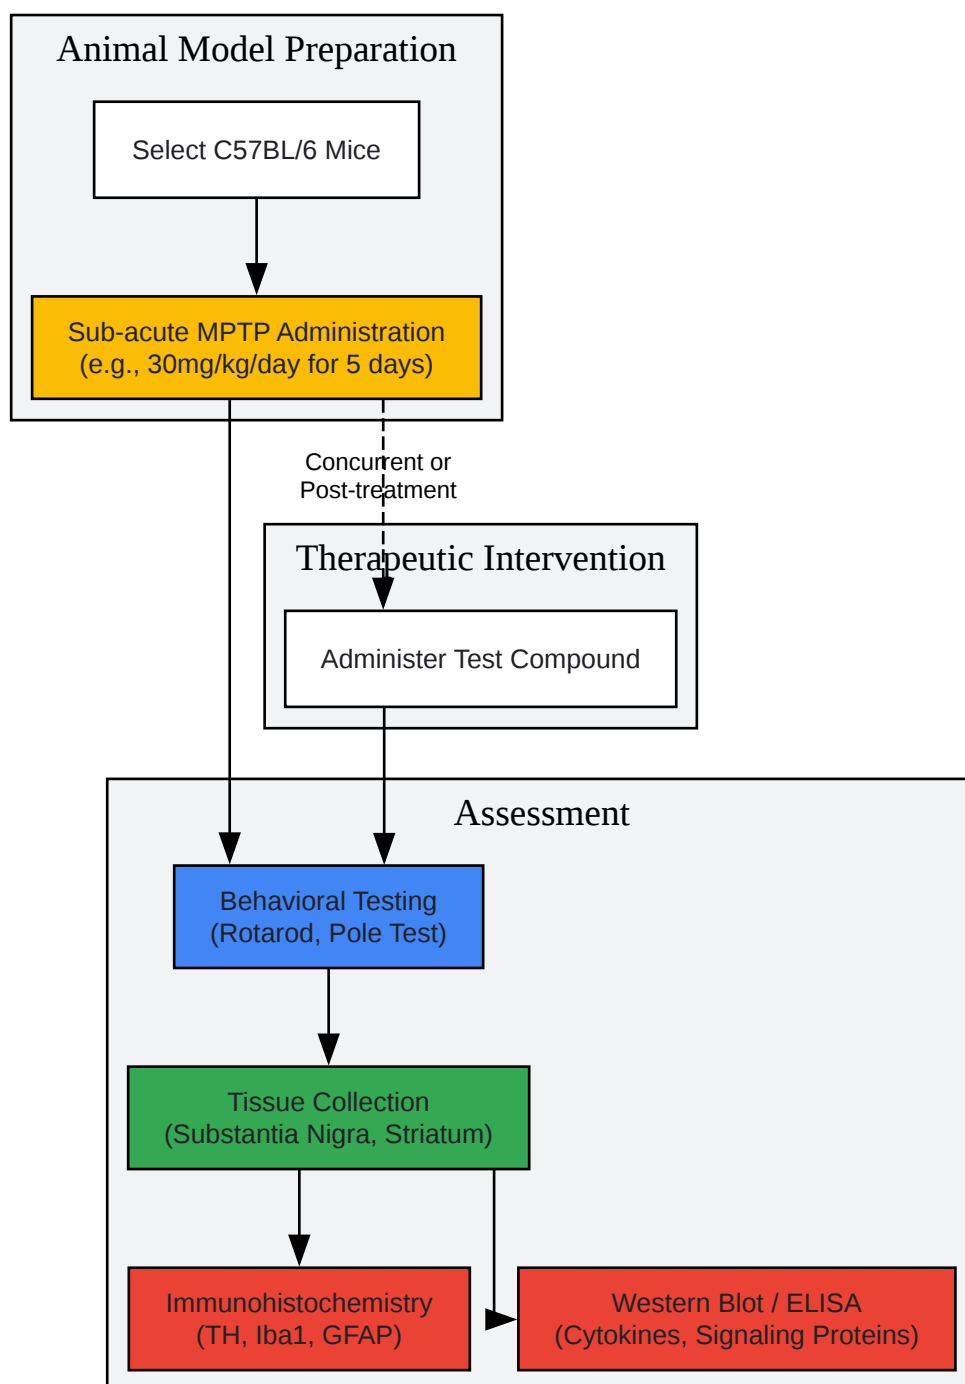 Animal Model Preparation
Select C57BL/6 Mice
Sub-acute MPTP Administration
(e.g., 30mg/kg/day for 5 days)
Concurrent or
Post-treatment
Therapeutic Intervention
Administer Test Compound
Assessment
Behavioral Testing
(Rotarod, Pole Test)
Tissue Collection
(Substantia Nigra, Striatum)
Immunohistochemistry
(TH, Iba1, GFAP)
Western Blot / ELISA
(Cytokines, Signaling Proteins)